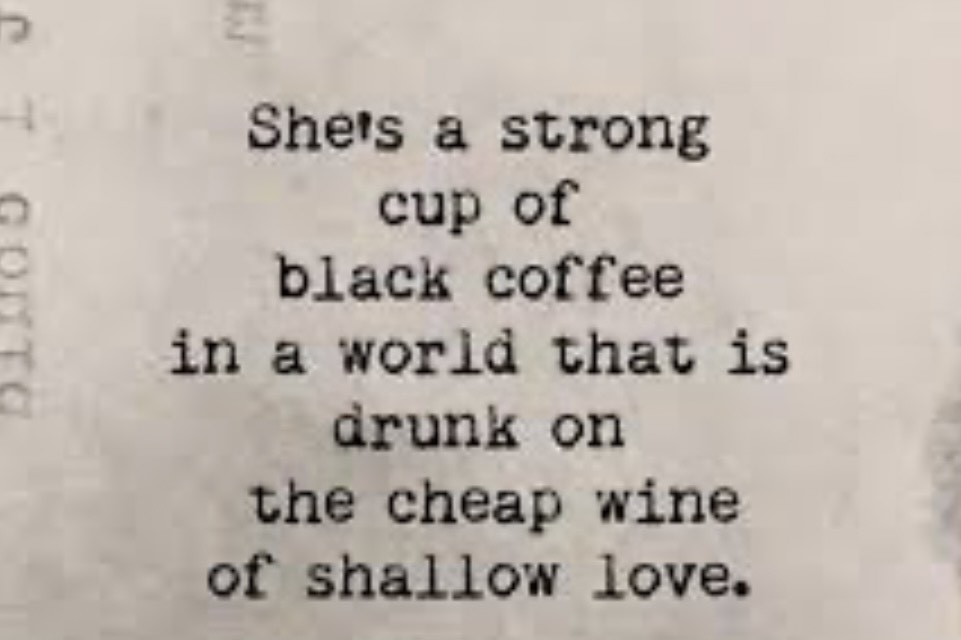 She's a strong
cup of
black coffee
in a world that is
drunk on
the cheap wine
of shallow love.